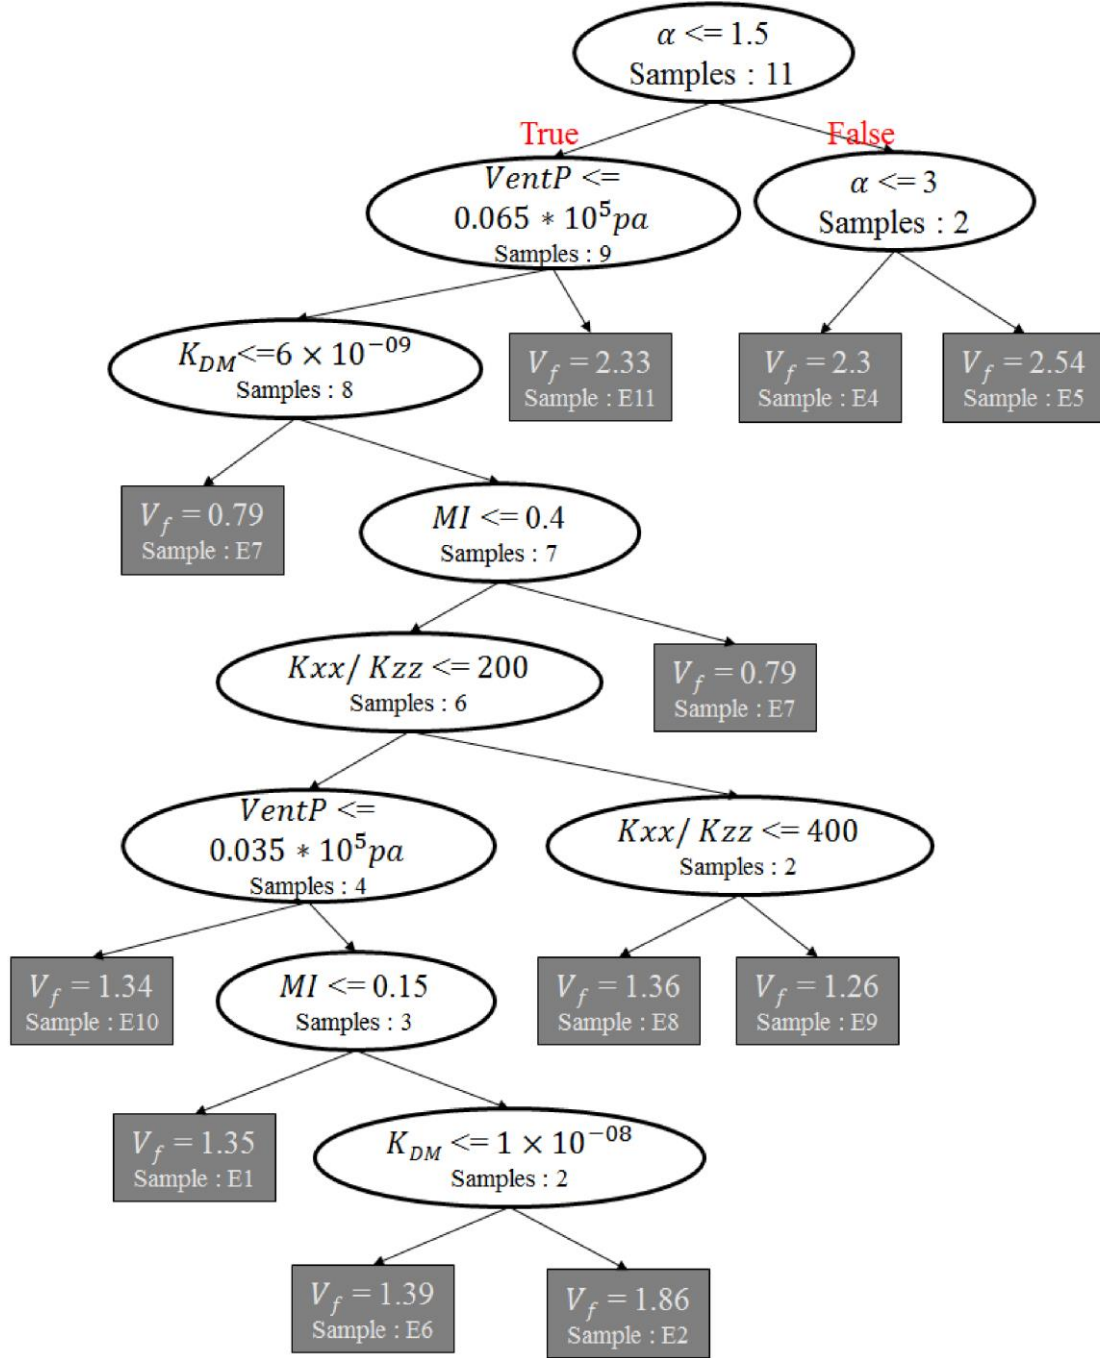 α <= 1.5
Samples : 11
True
False
VentP <=
0.065 * 10⁵pa
Samples : 9
α <= 3
Samples : 2
K_DM<=6 × 10⁻⁰⁹
Samples : 8
V_f = 2.33
Sample : E11
V_f = 2.3
Sample : E4
V_f = 2.54
Sample : E5
V_f = 0.79
Sample : E7
MI <= 0.4
Samples : 7
Kxx/ Kzz <= 200
Samples : 6
V_f = 0.79
Sample : E7
VentP <=
0.035 * 10⁵pa
Samples : 4
Kxx/ Kzz <= 400
Samples : 2
V_f = 1.34
Sample : E10
MI <= 0.15
Samples : 3
V_f = 1.36
Sample : E8
V_f = 1.26
Sample : E9
V_f = 1.35
Sample : E1
K_DM <= 1 × 10⁻⁰⁸
Samples : 2
V_f = 1.39
Sample : E6
V_f = 1.86
Sample : E2